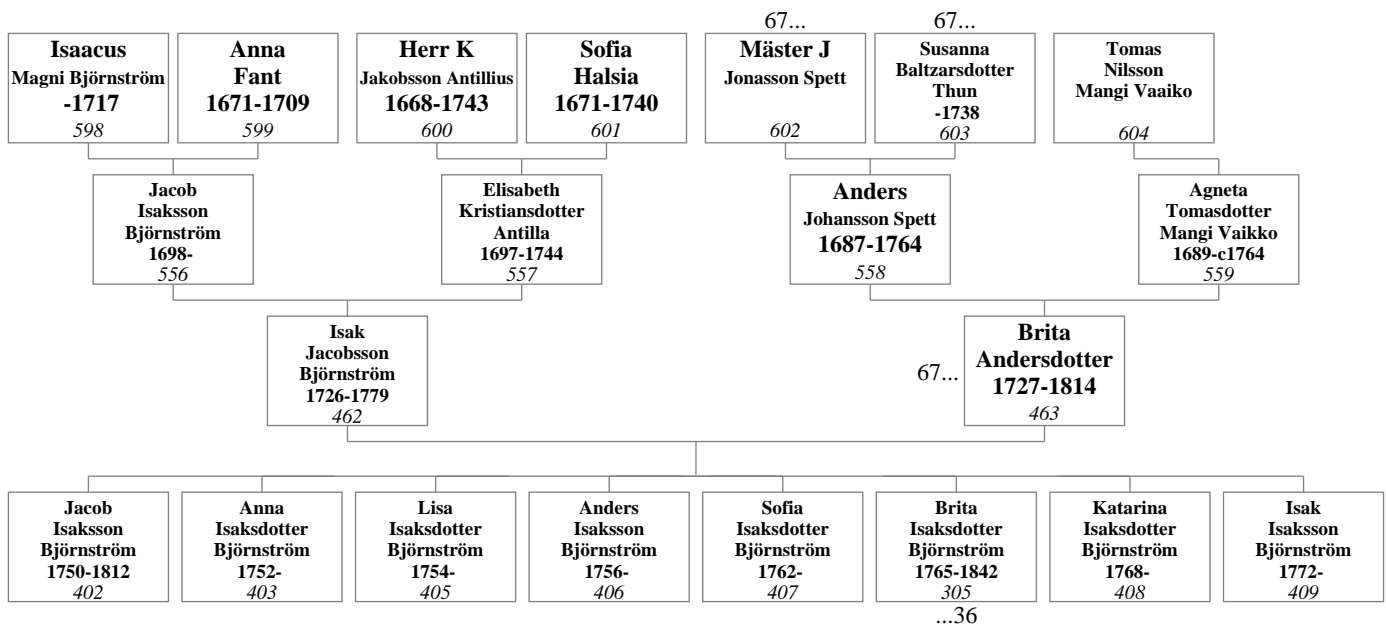 67...
67...
Isaacus
Magni Björnström
-1717
598
Anna
Fant
1671-1709
599
Herr K
Jakobsson Antillius
1668-1743
600
Sofia
Halsia
1671-1740
601
Mäster J
Jonasson Spett
602
Susanna
Baltzarsdotter
Thun
-1738
603
Tomas
Nilsson
Mangi Vaaiko
604
Jacob
Isaksson
Björnström
1698-
556
Elisabeth
Kristiansdotter
Antilla
1697-1744
557
Anders
Johansson Spett
1687-1764
558
Agneta
Tomasdotter
Mangi Vaikko
1689-c1764
559
Isak
Jacobsson
Björnström
1726-1779
462
67...
Brita
Andersdotter
1727-1814
463
Jacob
Isaksson
Björnström
1750-1812
402
Anna
Isaksdotter
Björnström
1752-
403
Lisa
Isaksdotter
Björnström
1754-
405
Anders
Isaksson
Björnström
1756-
406
Sofia
Isaksdotter
Björnström
1762-
407
Brita
Isaksdotter
Björnström
1765-1842
305
Katarina
Isaksdotter
Björnström
1768-
408
Isak
Isaksson
Björnström
1772-
409
...36